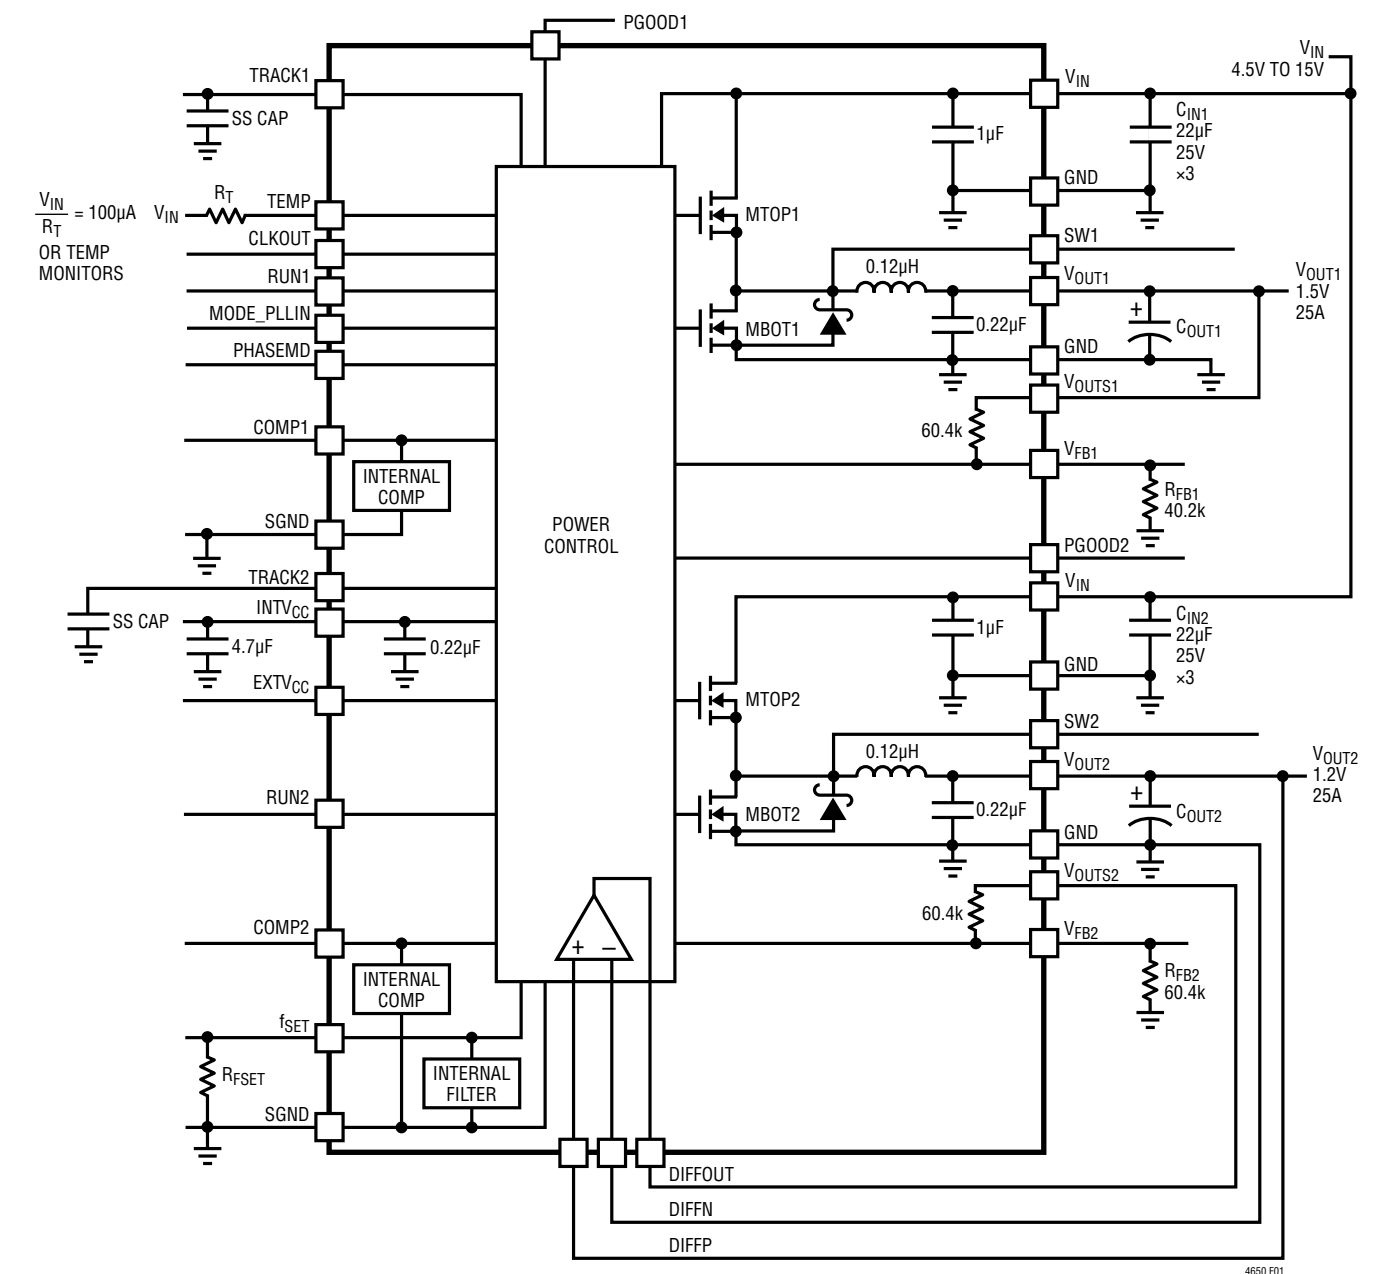 PGOOD1
TRACK1
SS CAP
VIN
4.5V TO 15V
VIN
CIN1
22µF
25V
×3
1µF
GND
VIN
RT
= 100µA
OR TEMP
MONITORS
VIN
RT
TEMP
CLKOUT
RUN1
MODE_PLLIN
PHASEMD
MTOP1
SW1
0.12µH
VOUT1
VOUT1
1.5V
25A
MBOT1
0.22µF
+
COUT1
GND
VOUTS1
60.4k
VFB1
RFB1
40.2k
COMP1
INTERNAL
COMP
SGND
POWER
CONTROL
PGOOD2
TRACK2
SS CAP
INTVCC
4.7µF
0.22µF
EXTVCC
VIN
1µF
CIN2
22µF
25V
×3
GND
MTOP2
SW2
0.12µH
VOUT2
VOUT2
1.2V
25A
RUN2
MBOT2
0.22µF
+
COUT2
GND
VOUTS2
60.4k
VFB2
RFB2
60.4k
COMP2
+ –
INTERNAL
COMP
fSET
RFSET
INTERNAL
FILTER
SGND
DIFFOUT
DIFFN
DIFFP
4650 F01